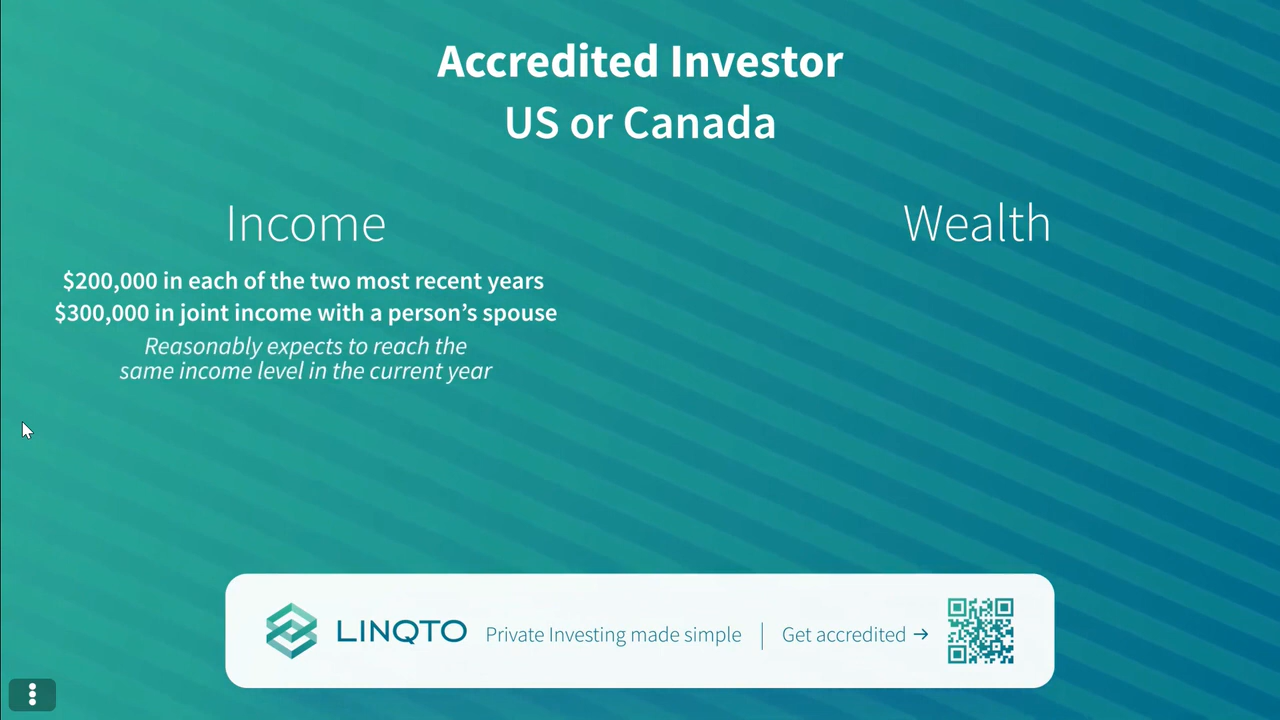 Accredited Investor
US or Canada
Income
$200,000 in each of the two most recent years
$300,000 in joint income with a person’s spouse
Reasonably expects to reach the
same income level in the current year
Wealth
LINQTO
Private Investing made simple
Get accredited →